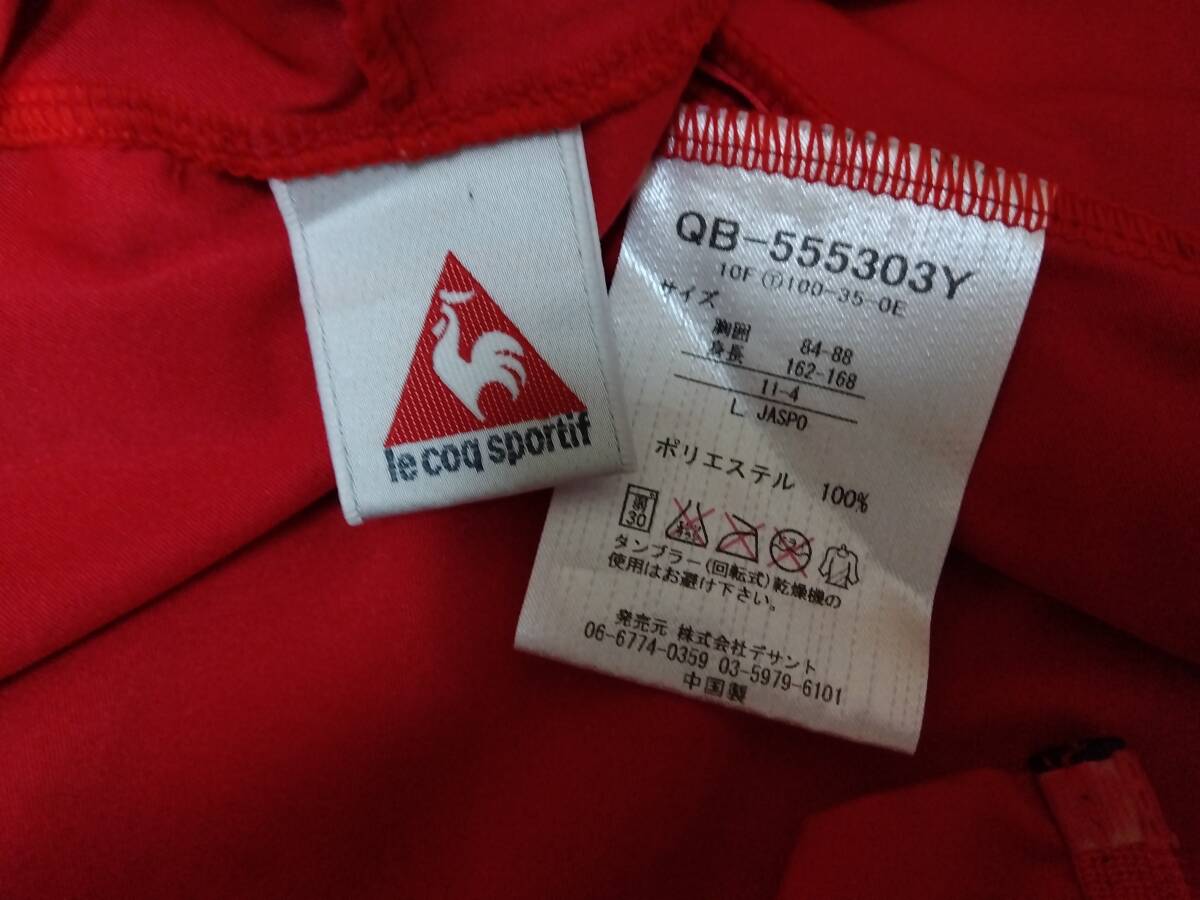 le coq sportif
QB-555303Y
10F Ⓣ100-35-0E
サイズ
胸囲 84-88
身長 162-168
11-4
L JASPO
ポリエステル 100%
30
タンブラー(回転式)乾燥機の
使用はお避け下さい。
発売元 株式会社デサント
06-6774-0359 03-5979-6101
中国製